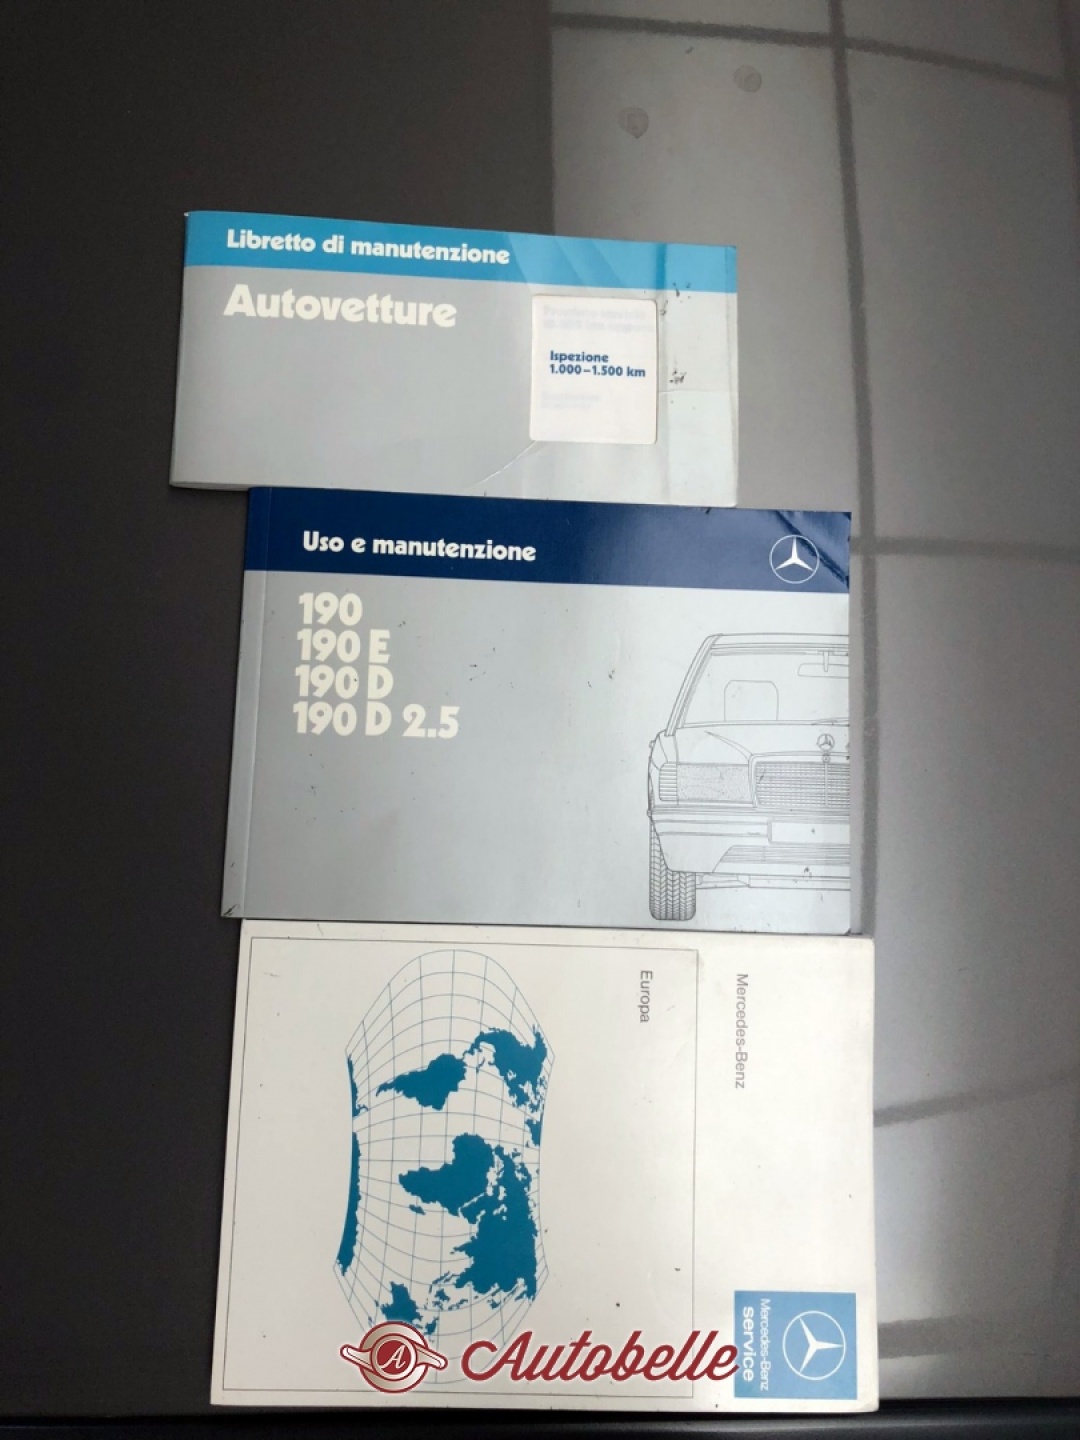 Libretto di manutenzione
Autovetture
Ispezione
1.000–1.500 km
Uso e manutenzione
190
190 E
190 D
190 D 2.5
Mercedes-Benz
Europa
Mercedes-Benz
service
A Autobelle